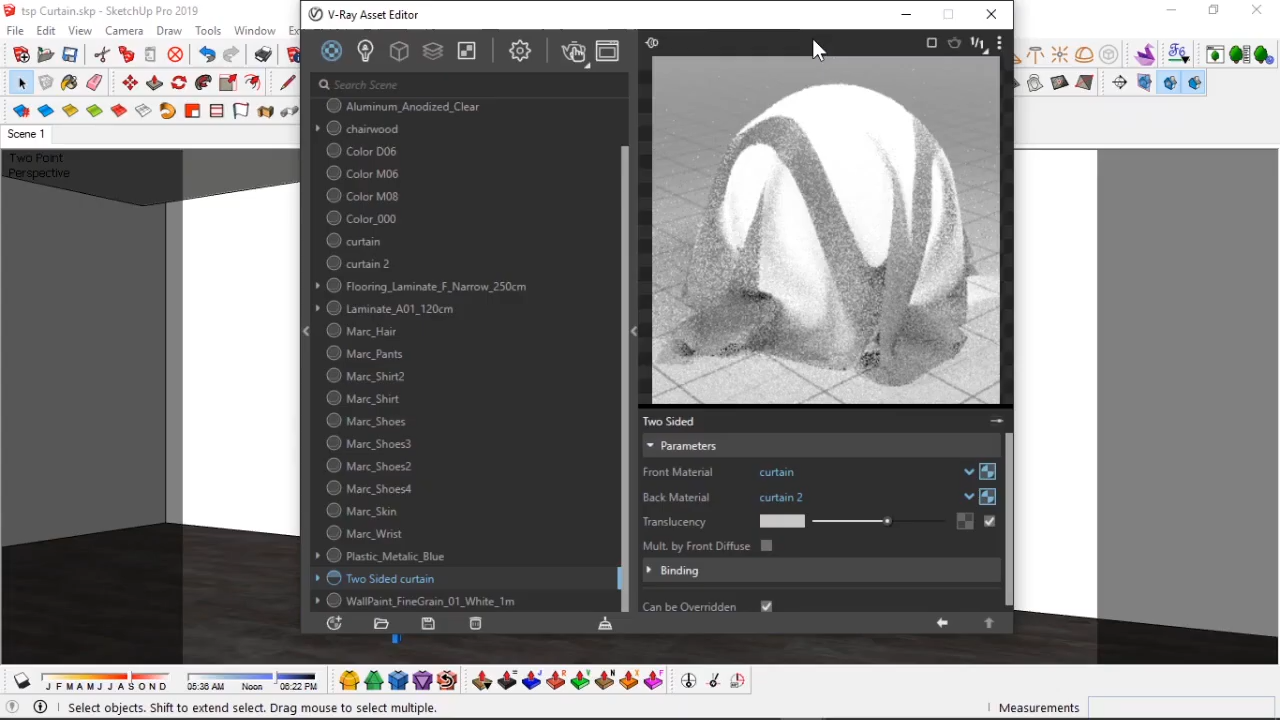 tsp Curtain.skp - SketchUp Pro 2019
File Edit View Camera Draw Tools Window
Scene 1
Two Point
Perspective
V-Ray Asset Editor
Search Scene
Aluminum_Anodized_Clear
chairwood
Color D06
Color M06
Color M08
Color_000
curtain
curtain 2
Flooring_Laminate_F_Narrow_250cm
Laminate_A01_120cm
Marc_Hair
Marc_Pants
Marc_Shirt2
Marc_Shirt
Marc_Shoes
Marc_Shoes3
Marc_Shoes2
Marc_Shoes4
Marc_Skin
Marc_Wrist
Plastic_Metalic_Blue
Two Sided curtain
WallPaint_FineGrain_01_White_1m
1/1
Two Sided
Parameters
Front Material curtain
Back Material curtain 2
Translucency
Mult. by Front Diffuse
Binding
Can be Overridden
J F M A M J J A S O N D
05:36 AM Noon 06:22 PM
Select objects. Shift to extend select. Drag mouse to select multiple.
Measurements